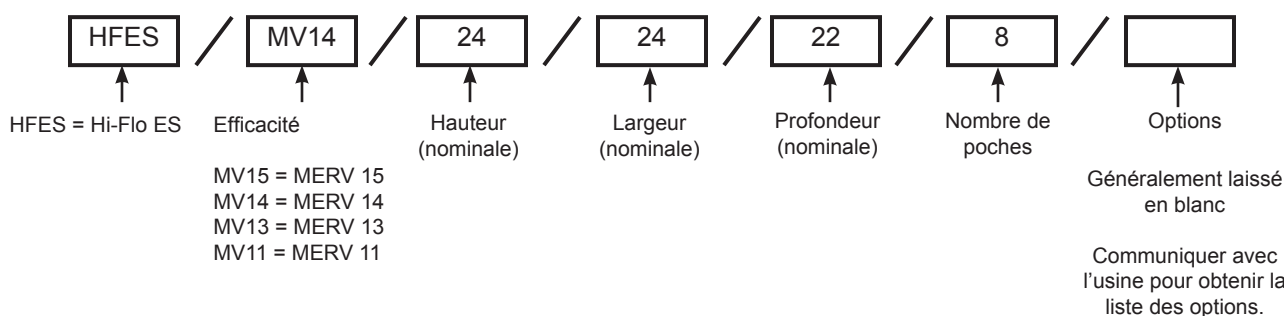 HFES / MV14 / 24 / 24 / 22 / 8 /
HFES = Hi-Flo ES
Efficacité
MV15 = MERV 15
MV14 = MERV 14
MV13 = MERV 13
MV11 = MERV 11
Hauteur
(nominale)
Largeur
(nominale)
Profondeur
(nominale)
Nombre de
poches
Options
Généralement laissé
en blanc
Communiquer avec
l'usine pour obtenir la
liste des options.